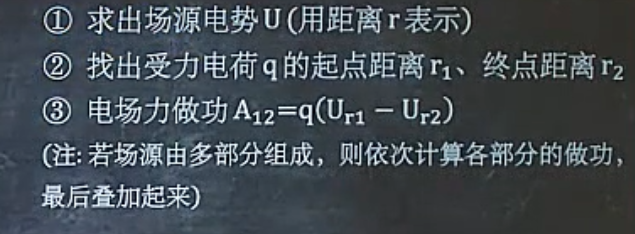 ① 求出场源电势U(用距离r表示)
② 找出受力电荷q的起点距离r₁、终点距离r₂
③ 电场力做功A₁₂=q(Uᵣ₁ − Uᵣ₂)
(注: 若场源由多部分组成，则依次计算各部分的做功，
最后叠加起来)